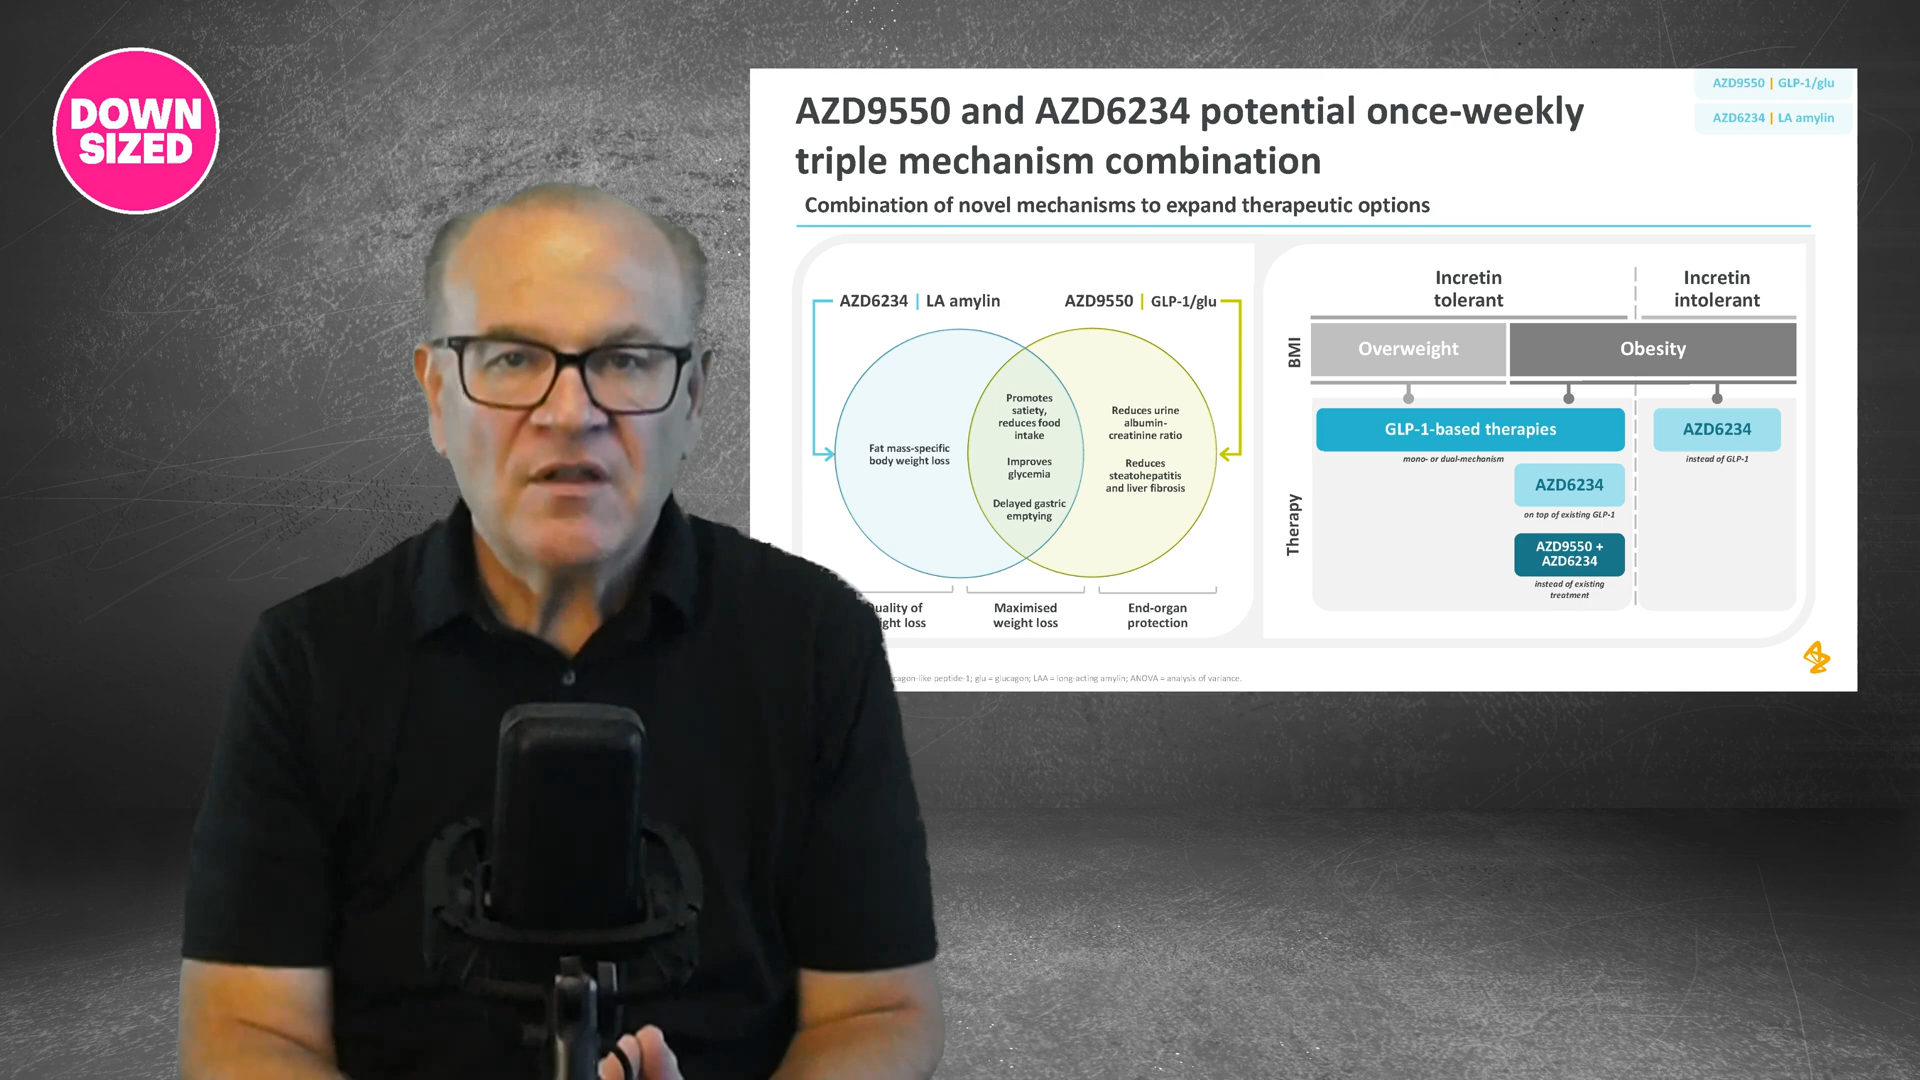 DOWN
SIZED
AZD9550 | GLP-1/glu
AZD6234 | LA amylin
AZD9550 and AZD6234 potential once-weekly
triple mechanism combination
Combination of novel mechanisms to expand therapeutic options
AZD6234 | LA amylin
AZD9550 | GLP-1/glu
Fat mass-specific
body weight loss
Promotes
satiety,
reduces food
intake
Improves
glycemia
Delayed gastric
emptying
Reduces urine
albumin-
creatinine ratio
Reduces
steatohepatitis
and liver fibrosis
uality of
ght loss
Maximised
weight loss
End-organ
protection
Incretin
tolerant
Incretin
intolerant
BMI
Overweight
Obesity
Therapy
GLP-1-based therapies
mono- or dual-mechanism
AZD6234
on top of existing GLP-1
AZD9550 +
AZD6234
instead of existing
treatment
AZD6234
instead of GLP-1
cagon-like peptide-1; glu = glucagon; LAA = long-acting amylin; ANOVA = analysis of variance.